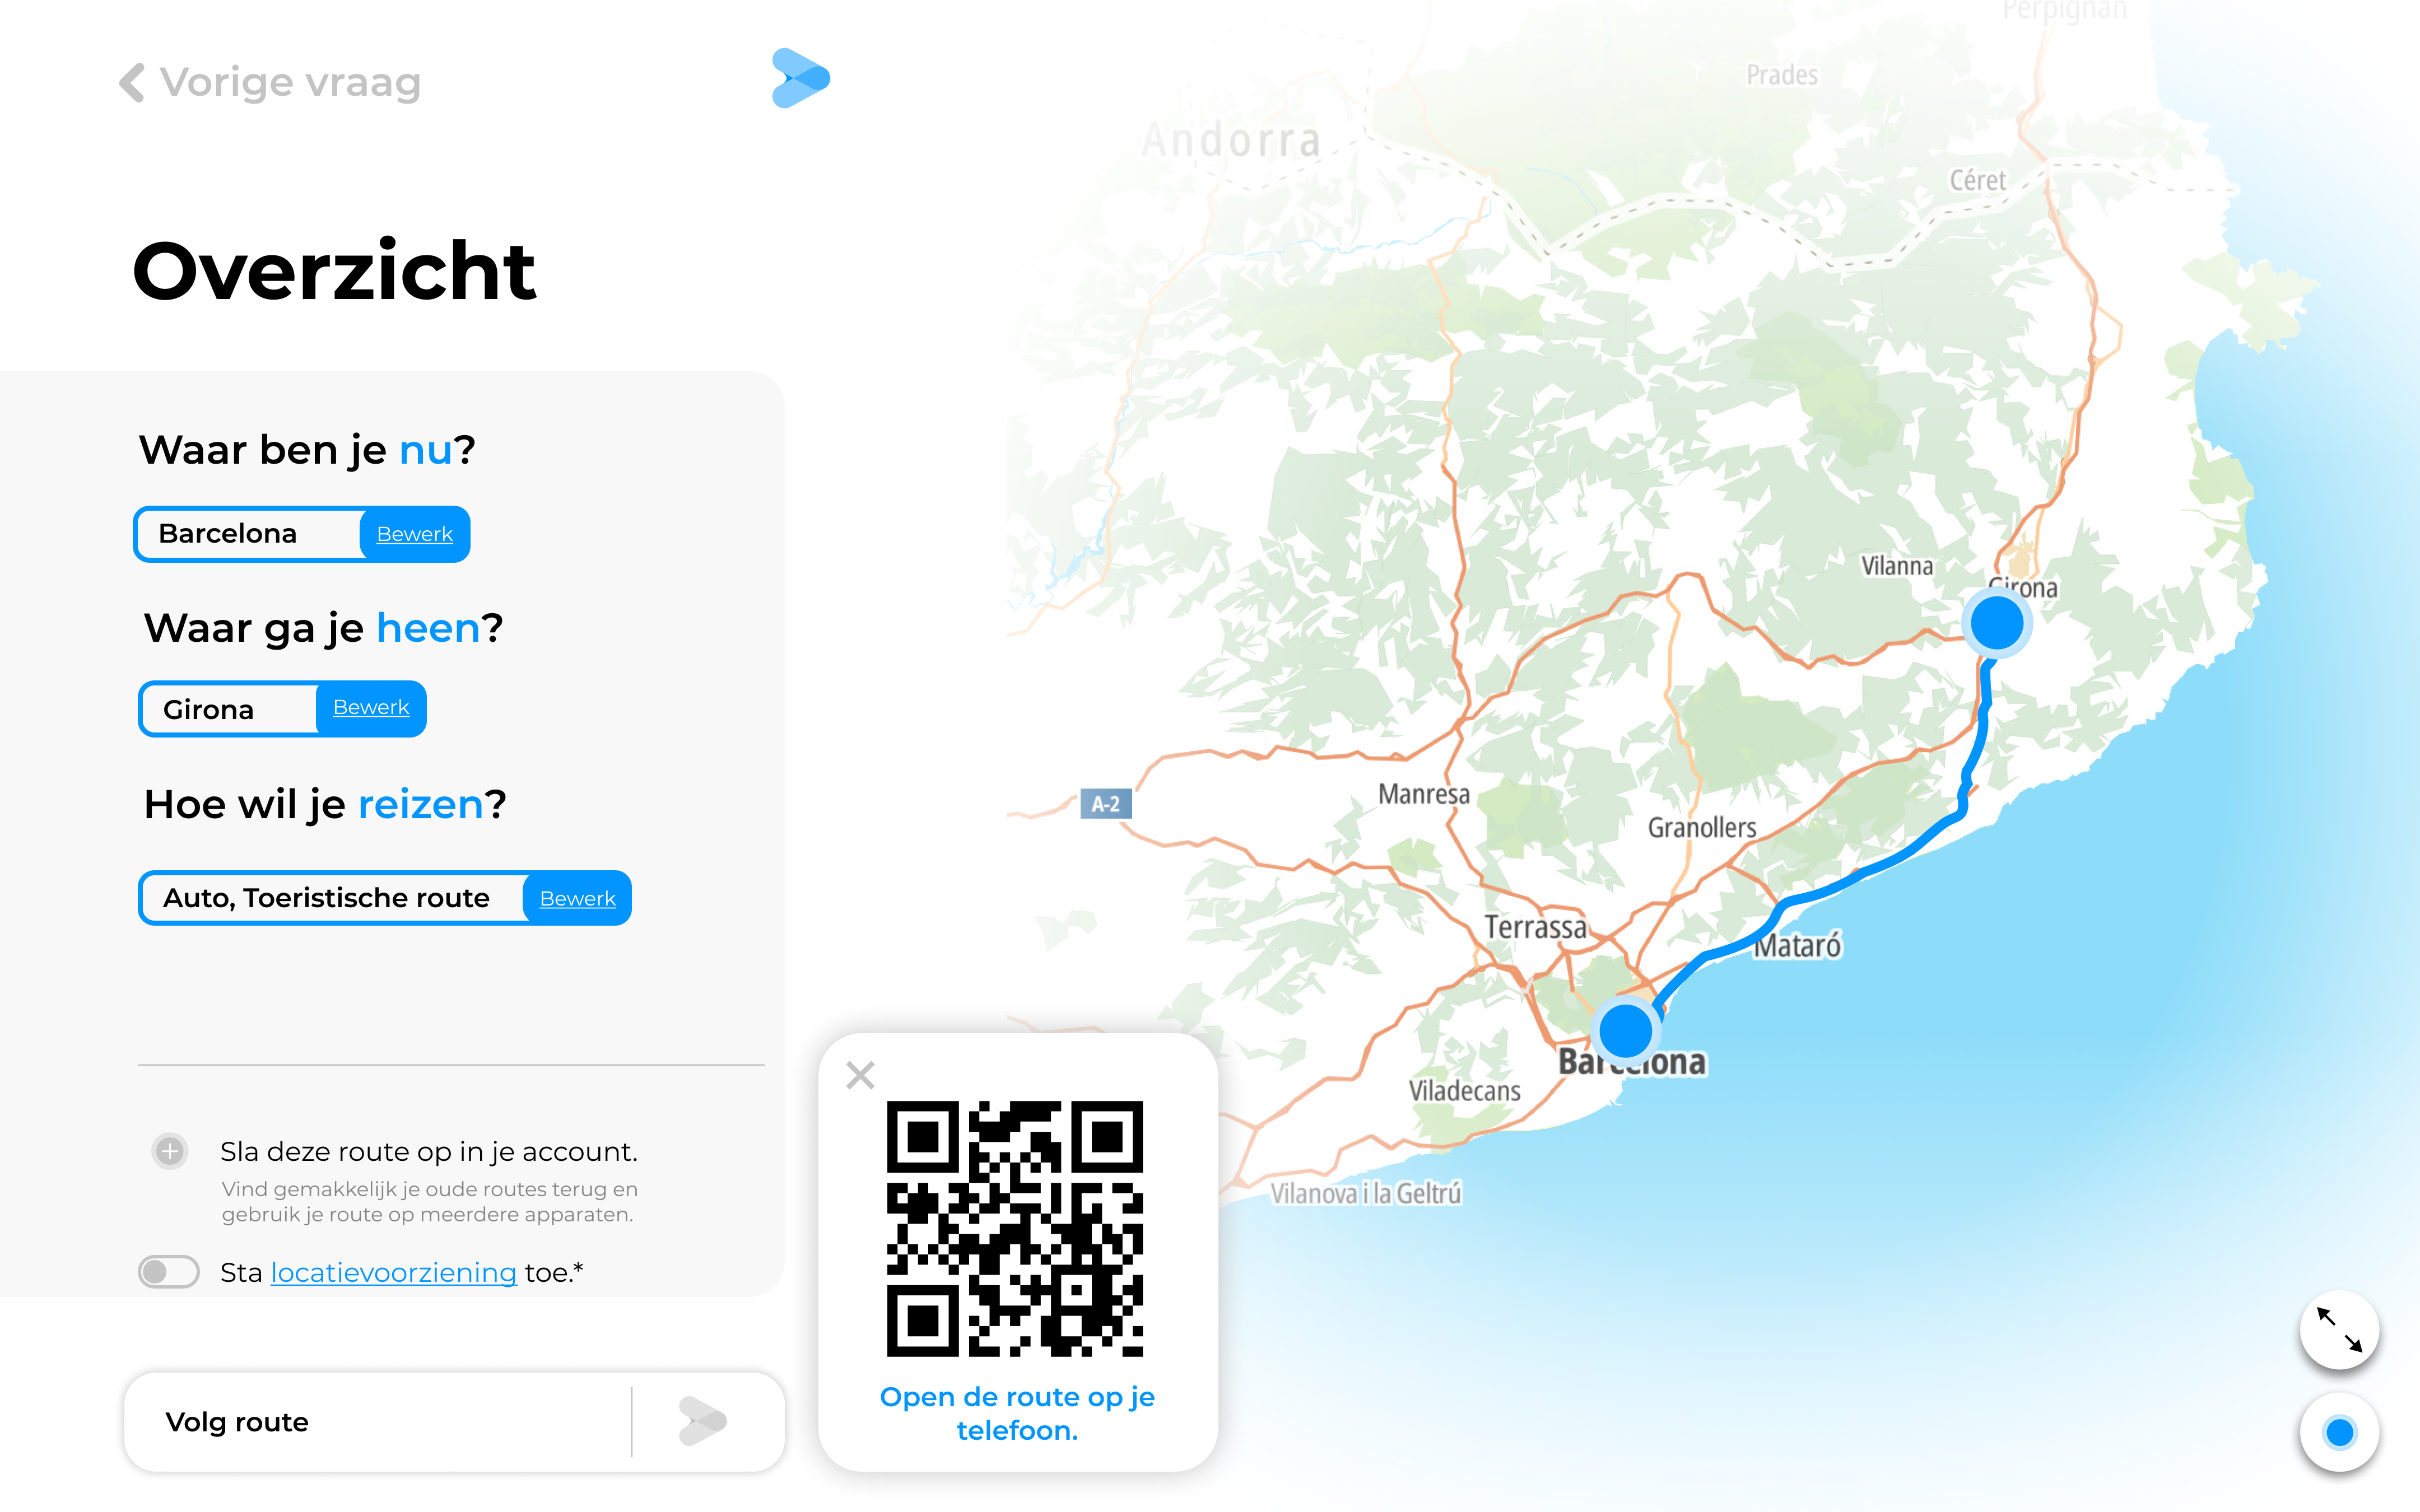 Vorige vraag
Overzicht
Waar ben je nu?
Barcelona Bewerk
Waar ga je heen?
Girona Bewerk
Hoe wil je reizen?
Auto, Toeristische route Bewerk
Sla deze route op in je account.
Vind gemakkelijk je oude routes terug en
gebruik je route op meerdere apparaten.
Sta locatievoorziening toe.*
Volg route
Open de route op je
telefoon.
Perpignan
Prades
Andorra
Céret
Vilanna
Girona
Manresa
A-2
Granollers
Terrassa
Mataró
Barcelona
Viladecans
Vilanova i la Geltrú